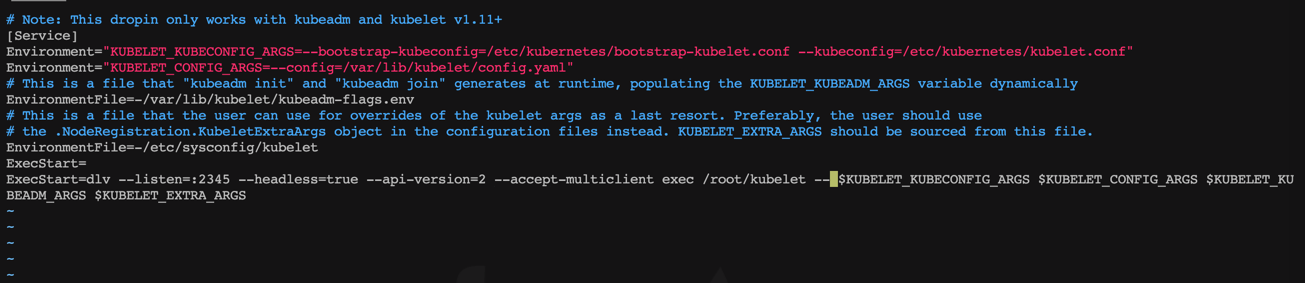 # Note: This dropin only works with kubeadm and kubelet v1.11+
[Service]
Environment="KUBELET_KUBECONFIG_ARGS=--bootstrap-kubeconfig=/etc/kubernetes/bootstrap-kubelet.conf --kubeconfig=/etc/kubernetes/kubelet.conf"
Environment="KUBELET_CONFIG_ARGS=--config=/var/lib/kubelet/config.yaml"
# This is a file that "kubeadm init" and "kubeadm join" generates at runtime, populating the KUBELET_KUBEADM_ARGS variable dynamically
EnvironmentFile=-/var/lib/kubelet/kubeadm-flags.env
# This is a file that the user can use for overrides of the kubelet args as a last resort. Preferably, the user should use
# the .NodeRegistration.KubeletExtraArgs object in the configuration files instead. KUBELET_EXTRA_ARGS should be sourced from this file.
EnvironmentFile=-/etc/sysconfig/kubelet
ExecStart=
ExecStart=dlv --listen=:2345 --headless=true --api-version=2 --accept-multiclient exec /root/kubelet -- $KUBELET_KUBECONFIG_ARGS $KUBELET_CONFIG_ARGS $KUBELET_KU
BEADM_ARGS $KUBELET_EXTRA_ARGS
~
~
~
~
~